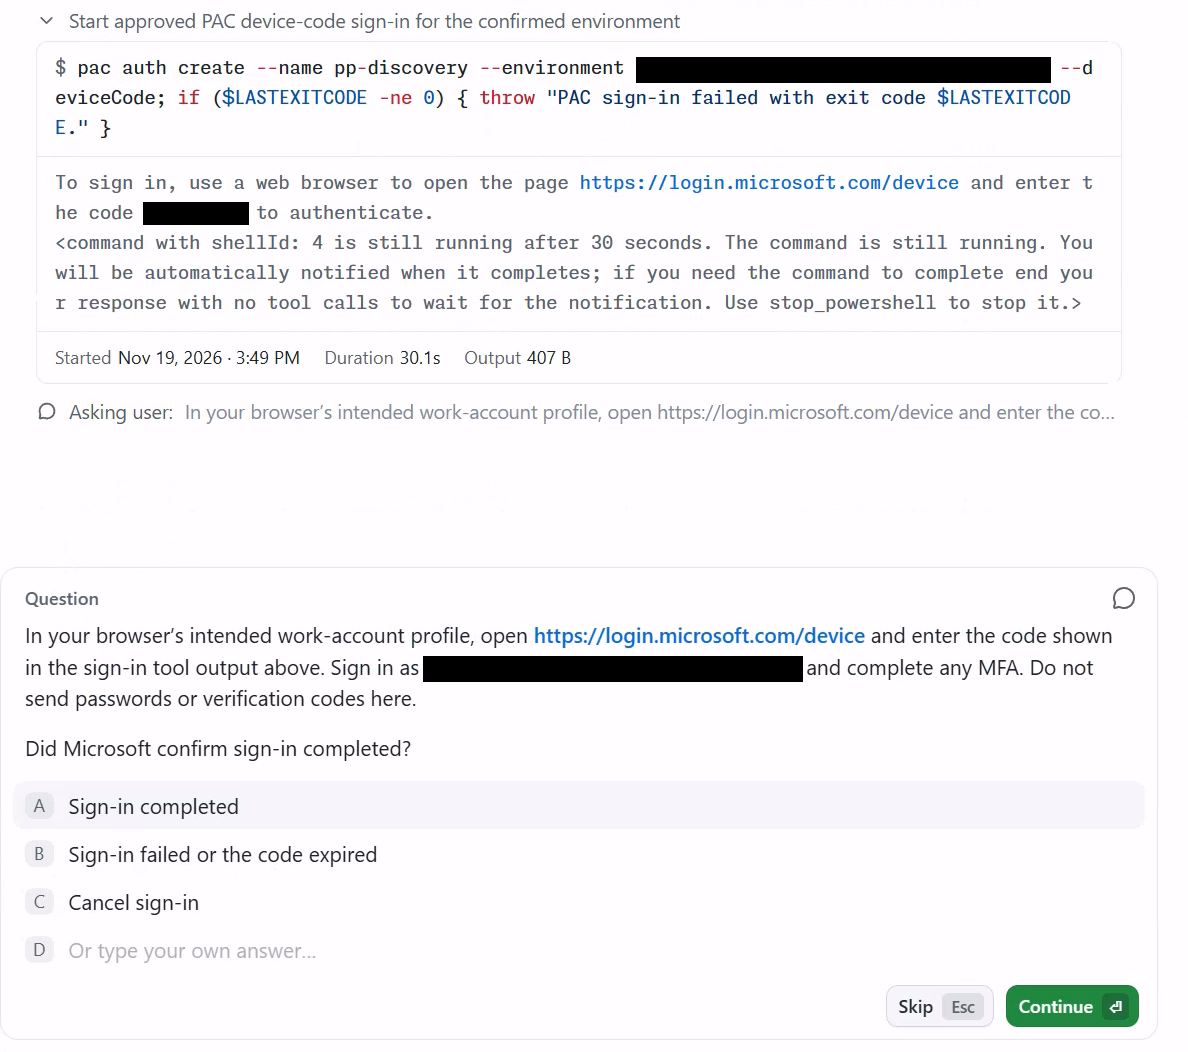 Start approved PAC device-code sign-in for the confirmed environment
$ pac auth create --name pp-discovery --environment --d
eviceCode; if ($LASTEXITCODE -ne 0) { throw "PAC sign-in failed with exit code $LASTEXITCOD
E." }
To sign in, use a web browser to open the page https://login.microsoft.com/device and enter t
he code to authenticate.
<command with shellId: 4 is still running after 30 seconds. The command is still running. You
will be automatically notified when it completes; if you need the command to complete end you
r response with no tool calls to wait for the notification. Use stop_powershell to stop it.>
Started Nov 19, 2026 · 3:49 PM Duration 30.1s Output 407 B
Asking user: In your browser's intended work-account profile, open https://login.microsoft.com/device and enter the co...
Question
In your browser's intended work-account profile, open https://login.microsoft.com/device and enter the code shown
in the sign-in tool output above. Sign in as and complete any MFA. Do not
send passwords or verification codes here.
Did Microsoft confirm sign-in completed?
A Sign-in completed
B Sign-in failed or the code expired
C Cancel sign-in
D Or type your own answer...
Skip Esc Continue